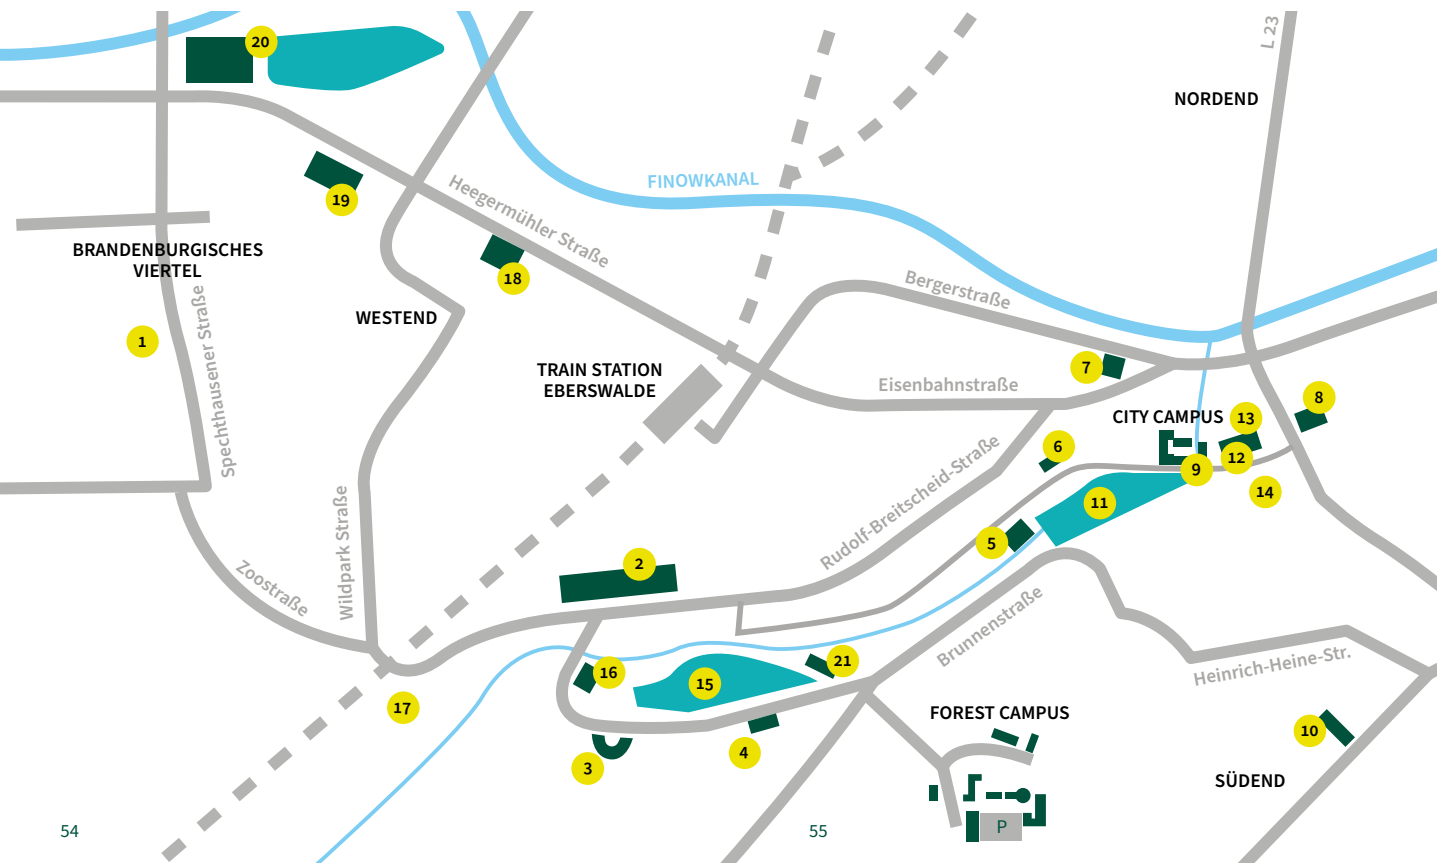 20
L 23
NORDEND
19
FINOWKANAL
Heegermühler Straße
BRANDENBURGISCHES
VIERTEL
18
Bergerstraße
Spechthausener Straße
1
WESTEND
TRAIN STATION
EBERSWALDE
7
Eisenbahnstraße
8
CITY CAMPUS
13
6
12
9
14
11
Rudolf-Breitscheid-Straße
5
Wildpark Straße
Zoostraße
2
Brunnenstraße
Heinrich-Heine-Str.
21
16
15
17
FOREST CAMPUS
10
4
3
SÜDEND
P
54
55